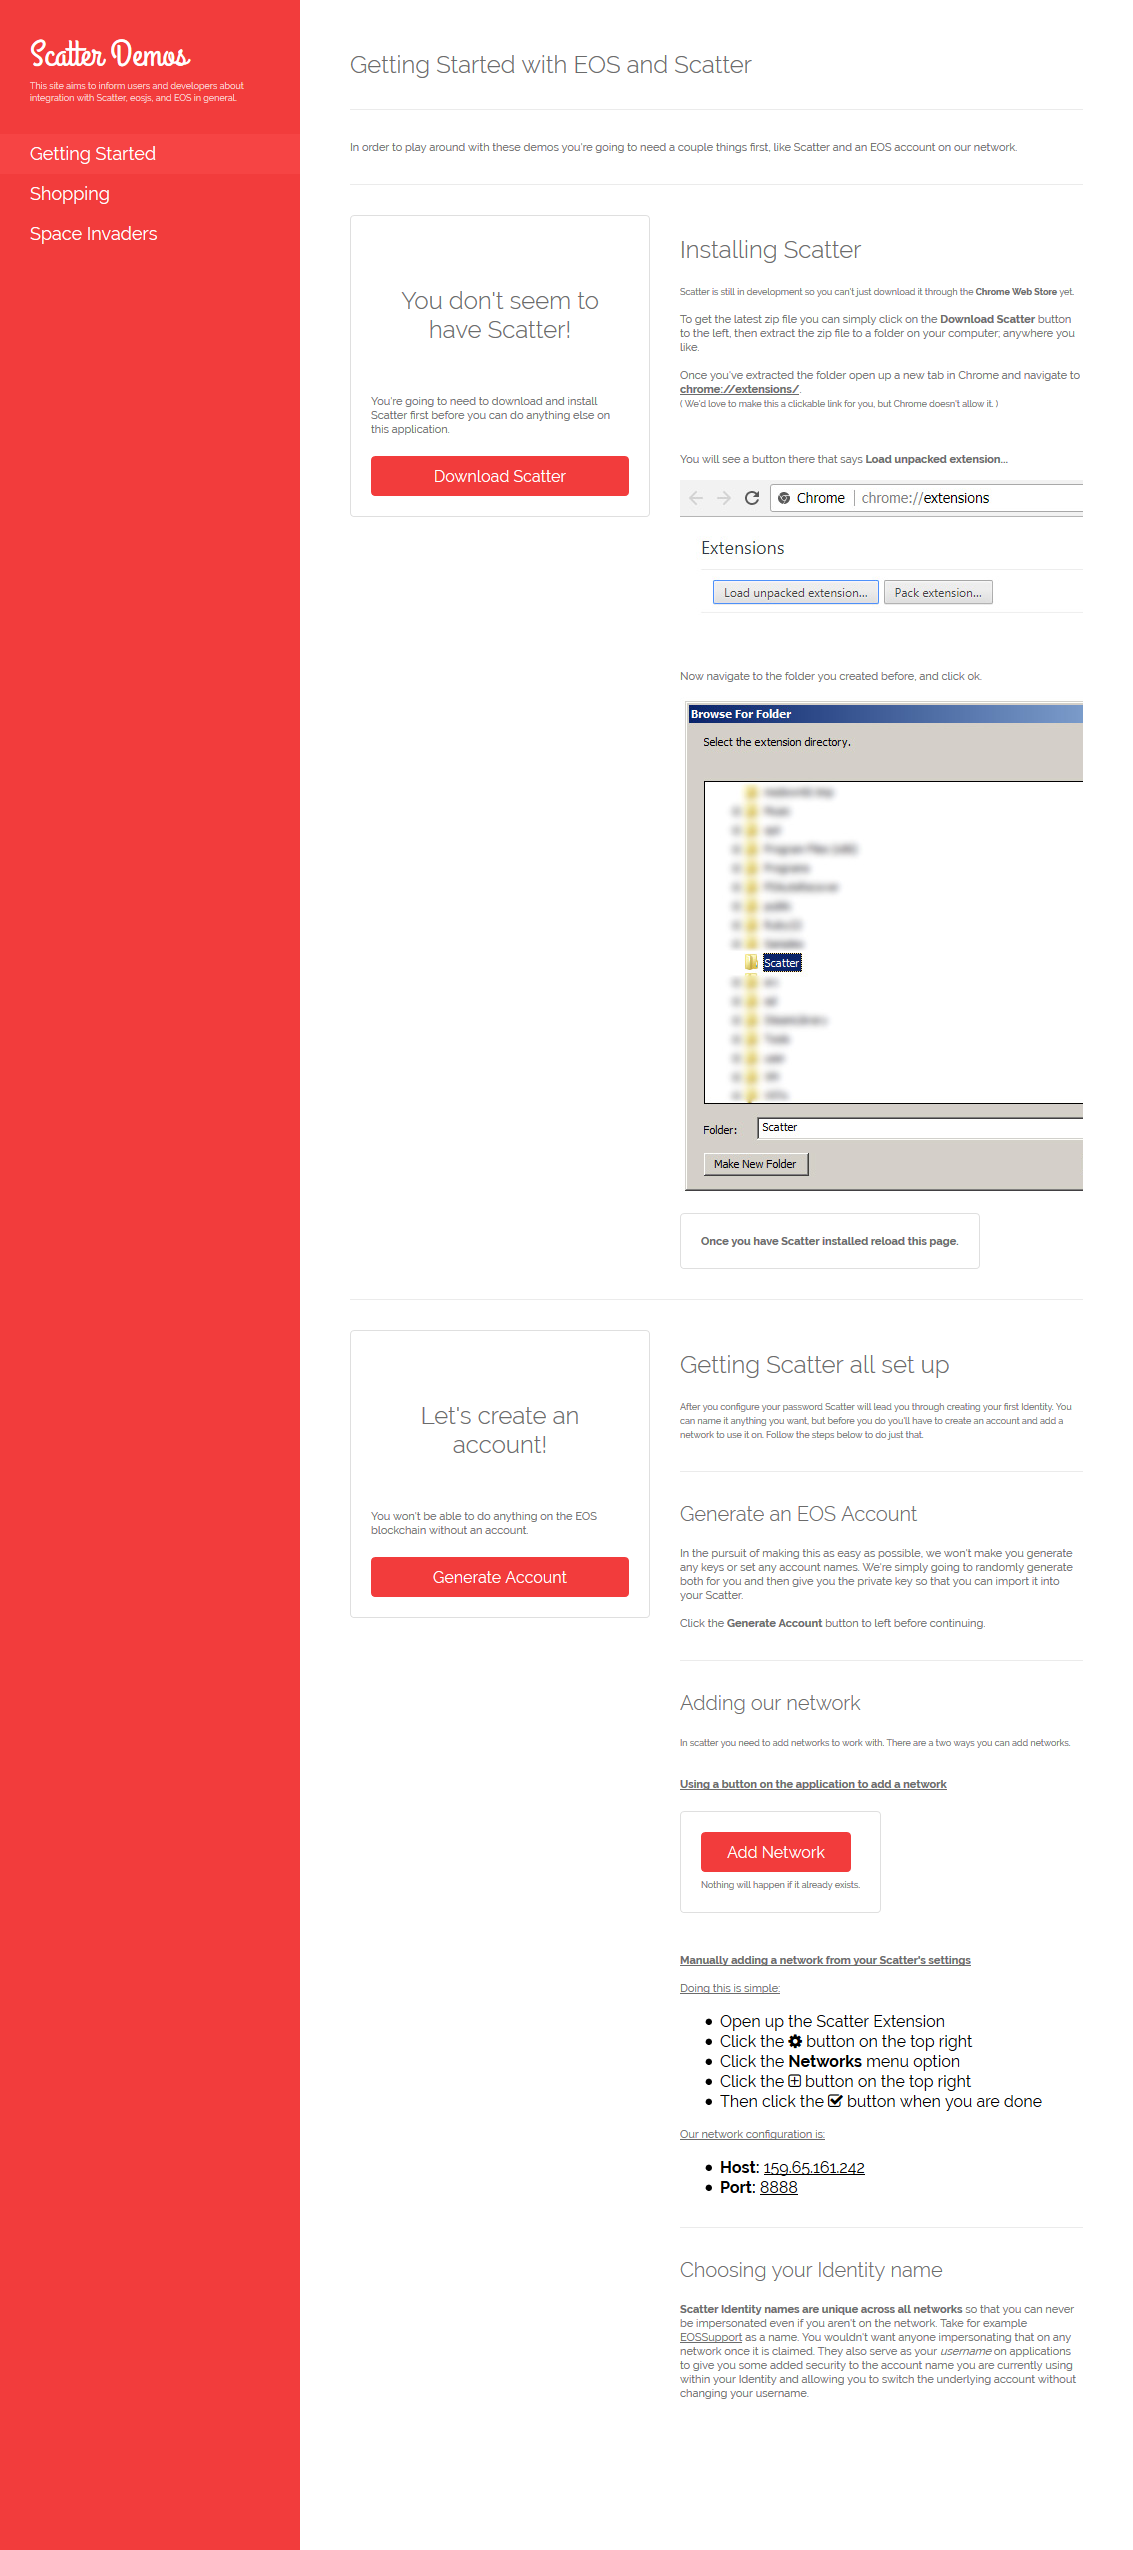 Scatter Demos
This site aims to inform users and developers about
integration with Scatter, eosjs, and EOS in general.
Getting Started
Shopping
Space Invaders
Getting Started with EOS and Scatter
In order to play around with these demos you're going to need a couple things first, like Scatter and an EOS account on our network.
You don't seem to
have Scatter!
You're going to need to download and install
Scatter first before you can do anything else on
this application.
Download Scatter
Installing Scatter
Scatter is still in development so you can't just download it through the Chrome Web Store yet.
To get the latest zip file you can simply click on the Download Scatter button
to the left, then extract the zip file to a folder on your computer; anywhere you
like.
Once you've extracted the folder open up a new tab in Chrome and navigate to
chrome://extensions/.
( We'd love to make this a clickable link for you, but Chrome doesn't allow it. )
You will see a button there that says Load unpacked extension...
Chrome | chrome://extensions
Extensions
Load unpacked extension...
Pack extension...
Now navigate to the folder you created before, and click ok.
Browse For Folder
Select the extension directory.
Scatter
Folder:
Scatter
Make New Folder
Once you have Scatter installed reload this page.
Let's create an
account!
You won't be able to do anything on the EOS
blockchain without an account.
Generate Account
Getting Scatter all set up
After you configure your password Scatter will lead you through creating your first Identity. You
can name it anything you want, but before you do you'll have to create an account and add a
network to use it on. Follow the steps below to do just that.
Generate an EOS Account
In the pursuit of making this as easy as possible, we won't make you generate
any keys or set any account names. We're simply going to randomly generate
both for you and then give you the private key so that you can import it into
your Scatter.
Click the Generate Account button to left before continuing.
Adding our network
In scatter you need to add networks to work with. There are a two ways you can add networks.
Using a button on the application to add a network
Add Network
Nothing will happen if it already exists.
Manually adding a network from your Scatter's settings
Doing this is simple:
• Open up the Scatter Extension
• Click the button on the top right
• Click the Networks menu option
• Click the button on the top right
• Then click the button when you are done
Our network configuration is:
• Host: 159.65.161.242
• Port: 8888
Choosing your Identity name
Scatter Identity names are unique across all networks so that you can never
be impersonated even if you aren't on the network. Take for example
EOSSupport as a name. You wouldn't want anyone impersonating that on any
network once it is claimed. They also serve as your username on applications
to give you some added security to the account name you are currently using
within your Identity and allowing you to switch the underlying account without
changing your username.